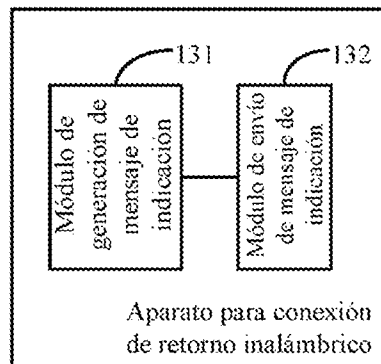 131
132
Módulo de
generación de
mensaje de
indicación
Módulo de envío
de mensaje de
indicación
Aparato para conexión
de retorno inalámbrico